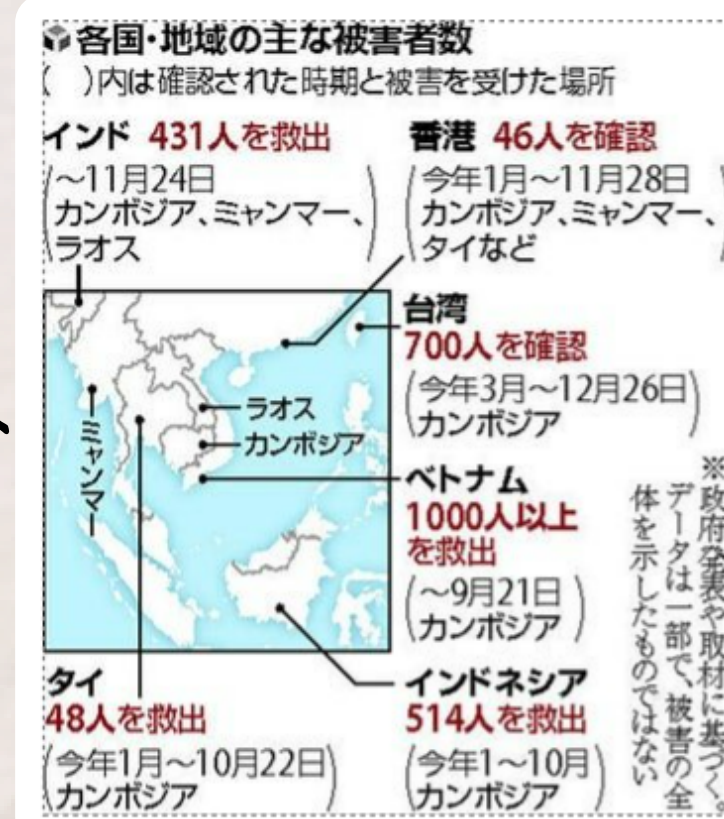 各国・地域の主な被害者数
(　)内は確認された時期と被害を受けた場所
インド 431人を救出
(～11月24日
カンボジア、ミャンマー、
ラオス)
香港 46人を確認
(今年1月～11月28日
カンボジア、ミャンマー、
タイなど)
台湾
700人を確認
(今年3月～12月26日
カンボジア)
ラオス
カンボジア
ミャンマー
ベトナム
1000人以上
を救出
(～9月21日
カンボジア)
タイ
48人を救出
(今年1月～10月22日
カンボジア)
インドネシア
514人を救出
(今年1～10月
カンボジア)
※政府発表や取材に基づく。
データは一部で、被害の全
体を示したものではない